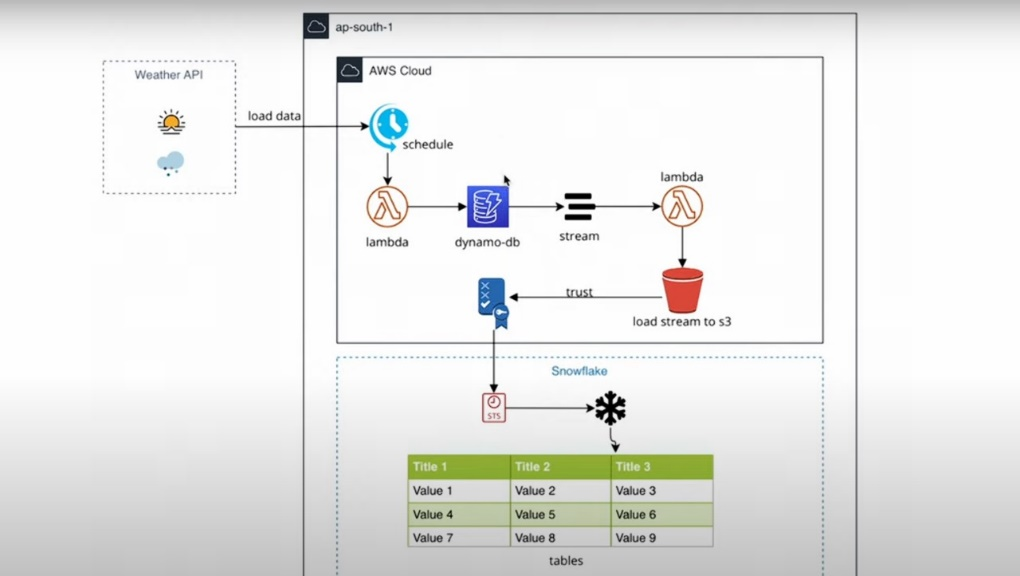 ap-south-1
Weather API
AWS Cloud
load data
schedule
lambda
lambda
dynamo-db
stream
trust
load stream to s3
Snowflake
STS
Title 1 Title 2 Title 3
Value 1 Value 2 Value 3
Value 4 Value 5 Value 6
Value 7 Value 8 Value 9
tables